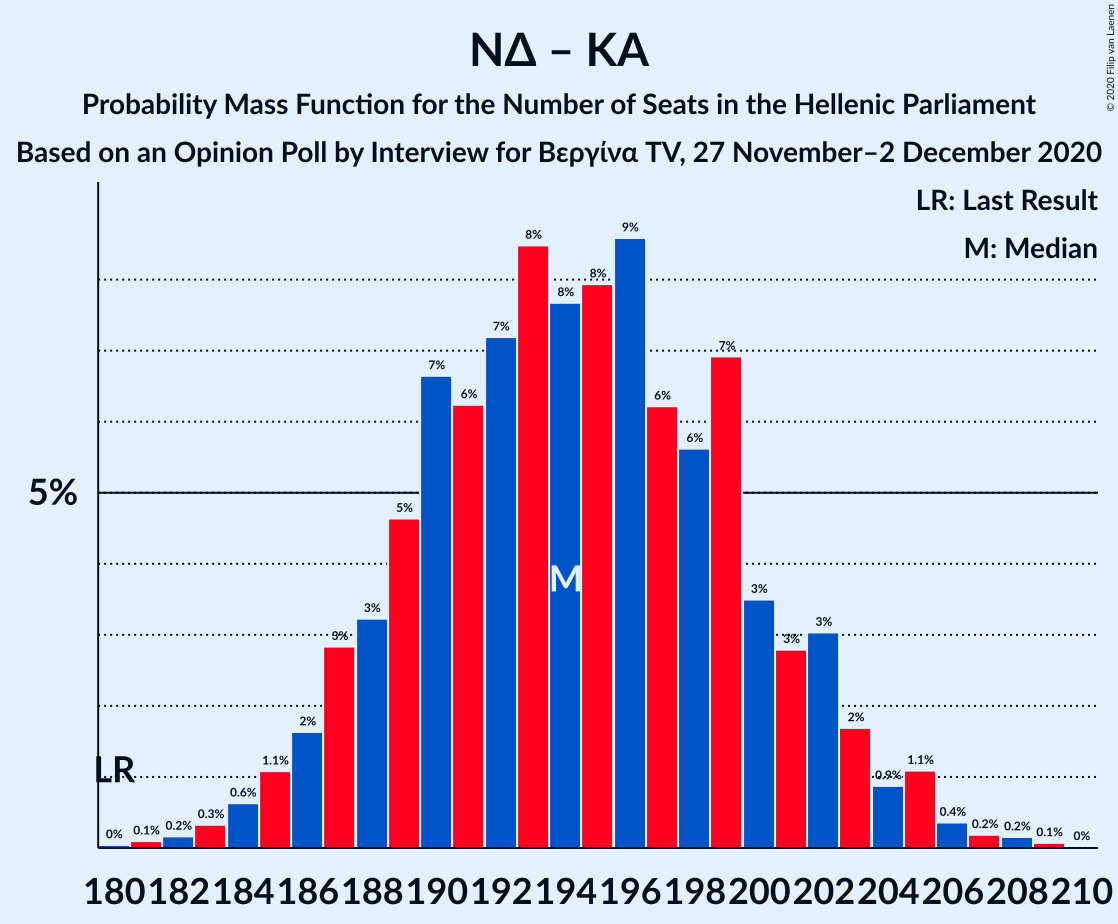 © 2020 Filip van Laenen
ΝΔ – ΚΑ
Probability Mass Function for the Number of Seats in the Hellenic Parliament
Based on an Opinion Poll by Interview for Βεργίνα TV, 27 November–2 December 2020
LR: Last Result
M: Median
5%
LR
M
0% 0.1% 0.2% 0.3% 0.6% 1.1% 2% 3% 3% 5% 7% 6% 7% 8% 8% 8% 9% 6% 6% 7% 3% 3% 3% 2% 0.9% 1.1% 0.4% 0.2% 0.2% 0.1% 0%
180 182 184 186 188 190 192 194 196 198 200 202 204 206 208 210